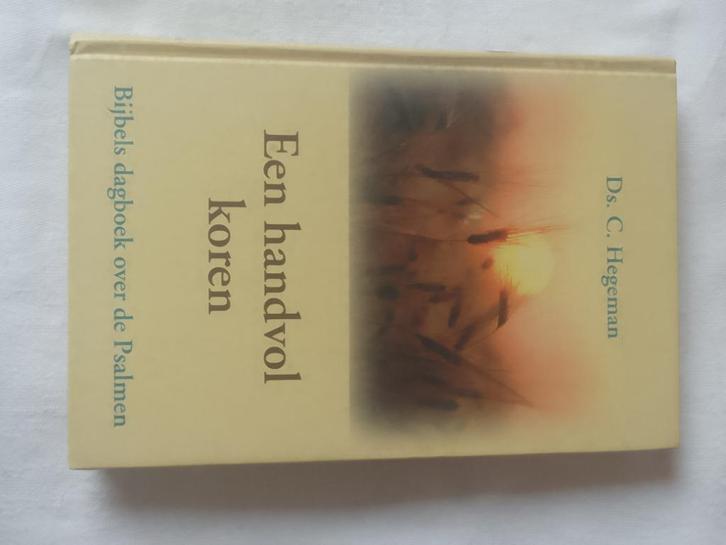 Ds. C. Hegeman
Een handvol
koren
Bijbels dagboek over de Psalmen